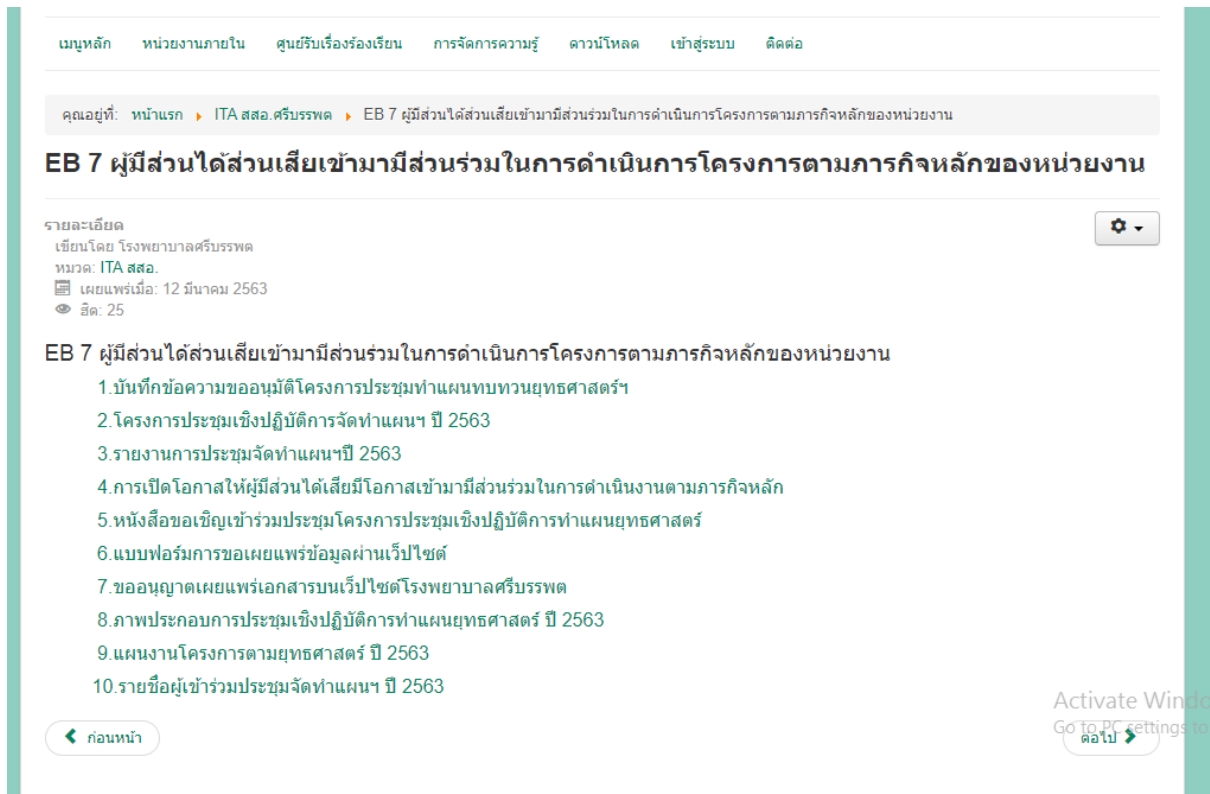 เมนูหลัก หน่วยงานภายใน ศูนย์รับเรื่องร้องเรียน การจัดการความรู้ ดาวน์โหลด เข้าสู่ระบบ ติดต่อ
คุณอยู่ที่: หน้าแรก ITA สสอ.ศรีบรรพต EB 7 ผู้มีส่วนได้ส่วนเสียเข้ามามีส่วนร่วมในการดำเนินการโครงการตามภารกิจหลักของหน่วยงาน
EB 7 ผู้มีส่วนได้ส่วนเสียเข้ามามีส่วนร่วมในการดำเนินการโครงการตามภารกิจหลักของหน่วยงาน
รายละเอียด
เขียนโดย โรงพยาบาลศรีบรรพต
หมวด: ITA สสอ.
เผยแพร่เมื่อ: 12 มีนาคม 2563
ฮิต: 25
EB 7 ผู้มีส่วนได้ส่วนเสียเข้ามามีส่วนร่วมในการดำเนินการโครงการตามภารกิจหลักของหน่วยงาน
1.บันทึกข้อความขออนุมัติโครงการประชุมทำแผนทบทวนยุทธศาสตร์ฯ
2.โครงการประชุมเชิงปฏิบัติการจัดทำแผนฯ ปี 2563
3.รายงานการประชุมจัดทำแผนฯปี 2563
4.การเปิดโอกาสให้ผู้มีส่วนได้เสียมีโอกาสเข้ามามีส่วนร่วมในการดำเนินงานตามภารกิจหลัก
5.หนังสือขอเชิญเข้าร่วมประชุมโครงการประชุมเชิงปฏิบัติการทำแผนยุทธศาสตร์
6.แบบฟอร์มการขอเผยแพร่ข้อมูลผ่านเว็ปไซต์
7.ขออนุญาตเผยแพร่เอกสารบนเว็ปไซต์โรงพยาบาลศรีบรรพต
8.ภาพประกอบการประชุมเชิงปฏิบัติการทำแผนยุทธศาสตร์ ปี 2563
9.แผนงานโครงการตามยุทธศาสตร์ ปี 2563
10.รายชื่อผู้เข้าร่วมประชุมจัดทำแผนฯ ปี 2563
Activate Windo
Go to PC settings to
ก่อนหน้า ต่อไป